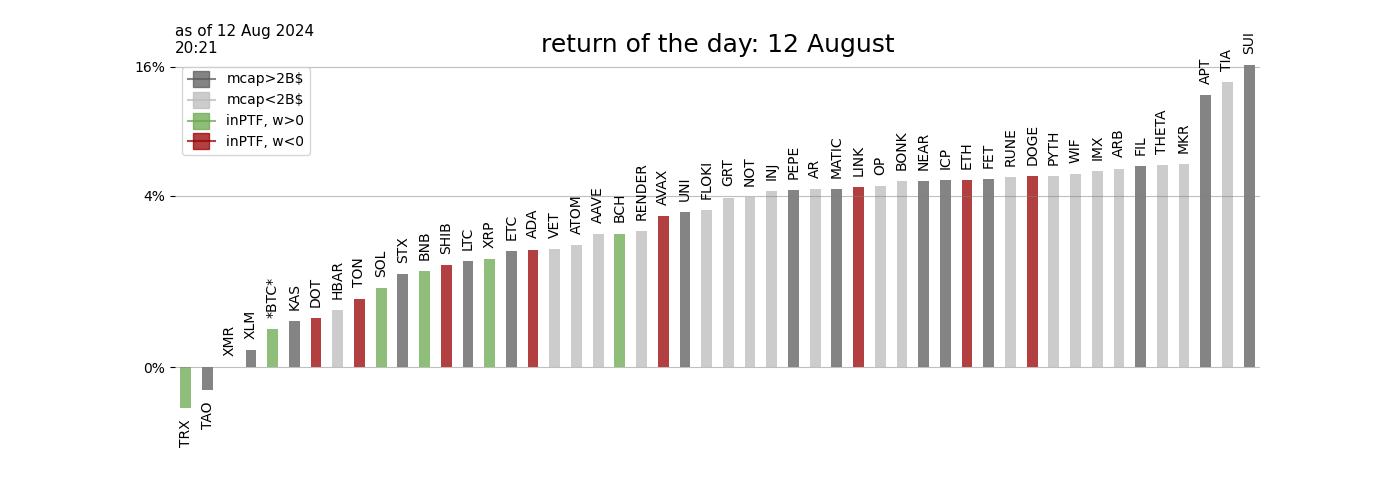 as of 12 Aug 2024
20:21
return of the day: 12 August
16%
4%
0%
mcap>2B$
mcap<2B$
inPTF, w>0
inPTF, w<0
TRX
TAO
XMR
XLM
*BTC*
KAS
DOT
HBAR
TON
SOL
STX
BNB
SHIB
LTC
XRP
ETC
ADA
VET
ATOM
AAVE
BCH
RENDER
AVAX
UNI
FLOKI
GRT
NOT
INJ
PEPE
AR
MATIC
LINK
OP
BONK
NEAR
ICP
ETH
FET
RUNE
DOGE
PYTH
WIF
IMX
ARB
FIL
THETA
MKR
APT
TIA
SUI